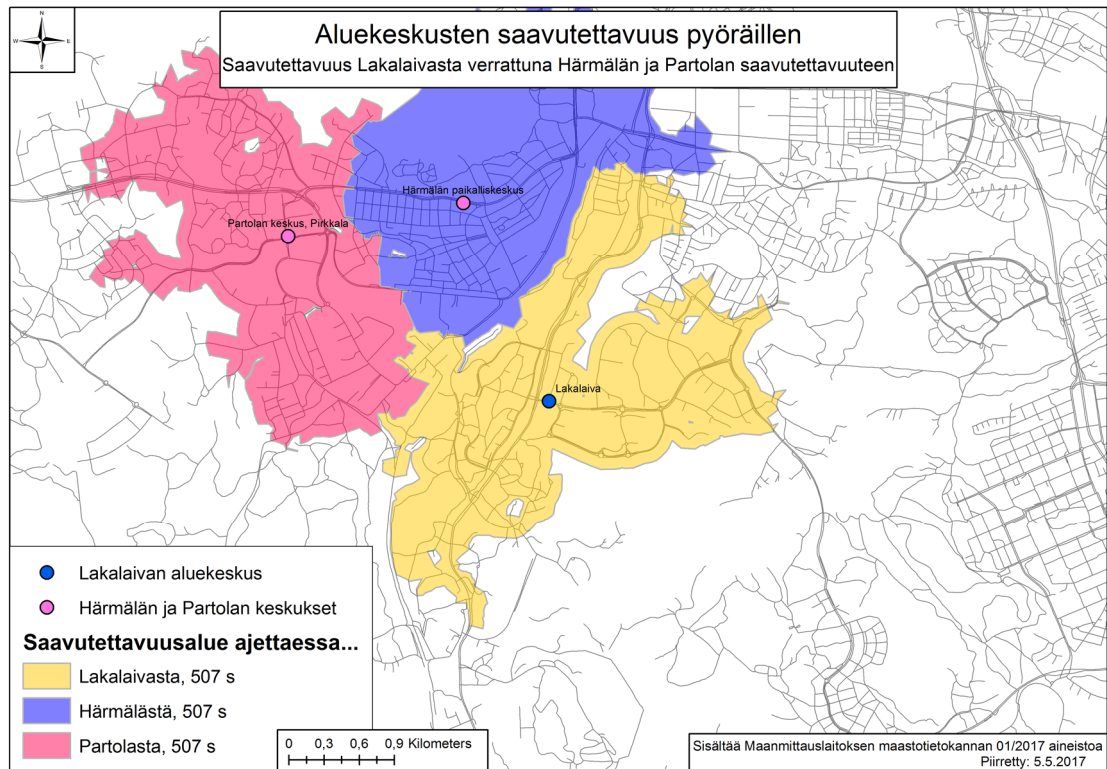 N
W
E
S
Aluekeskusten saavutettavuus pyöräillen
Saavutettavuus Lakalaivasta verrattuna Härmälän ja Partolan saavutettavuuteen
Härmälän paikalliskeskus
Partolan keskus, Pirkkala
Lakalaiva
Lakalaivan aluekeskus
Härmälän ja Partolan keskukset
Saavutettavuusalue ajettaessa...
Lakalaivasta, 507 s
Härmälästä, 507 s
Partolasta, 507 s
0 0,3 0,6 0,9 Kilometers
Sisältää Maanmittauslaitoksen maastotietokannan 01/2017 aineistoa
Piirretty: 5.5.2017